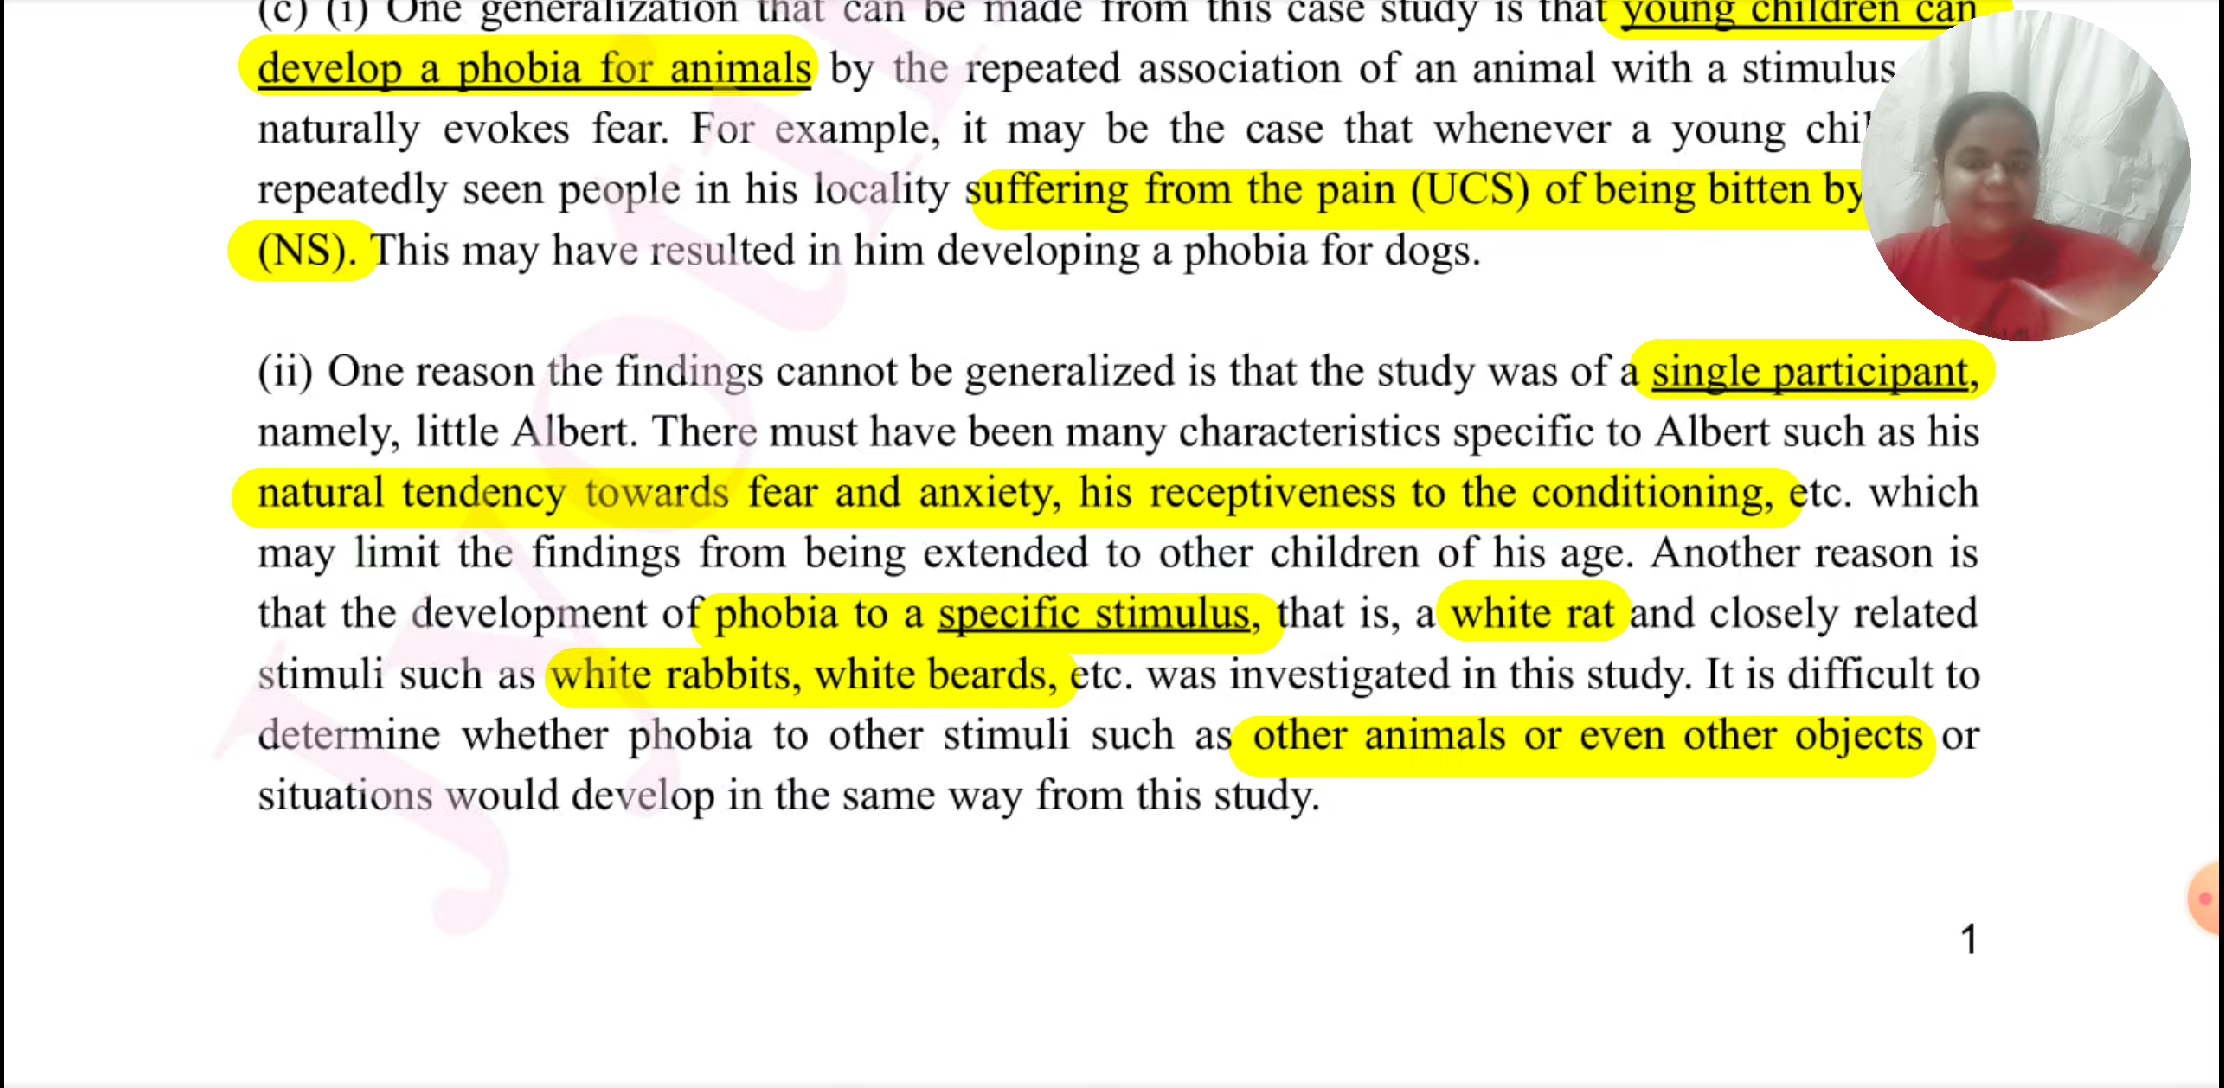 (c) (i) One generalization that can be made from this case study is that young children can
develop a phobia for animals by the repeated association of an animal with a stimulus
naturally evokes fear. For example, it may be the case that whenever a young
repeatedly seen people in his locality suffering from the pain (UCS) of being bitten by
(NS). This may have resulted in him developing a phobia for dogs.
(ii) One reason the findings cannot be generalized is that the study was of a single participant,
namely, little Albert. There must have been many characteristics specific to Albert such as his
natural tendency towards fear and anxiety, his receptiveness to the conditioning, etc. which
may limit the findings from being extended to other children of his age. Another reason is
that the development of phobia to a specific stimulus, that is, a white rat and closely related
stimuli such as white rabbits, white beards, etc. was investigated in this study. It is difficult to
determine whether phobia to other stimuli such as other animals or even other objects or
situations would develop in the same way from this study.
1